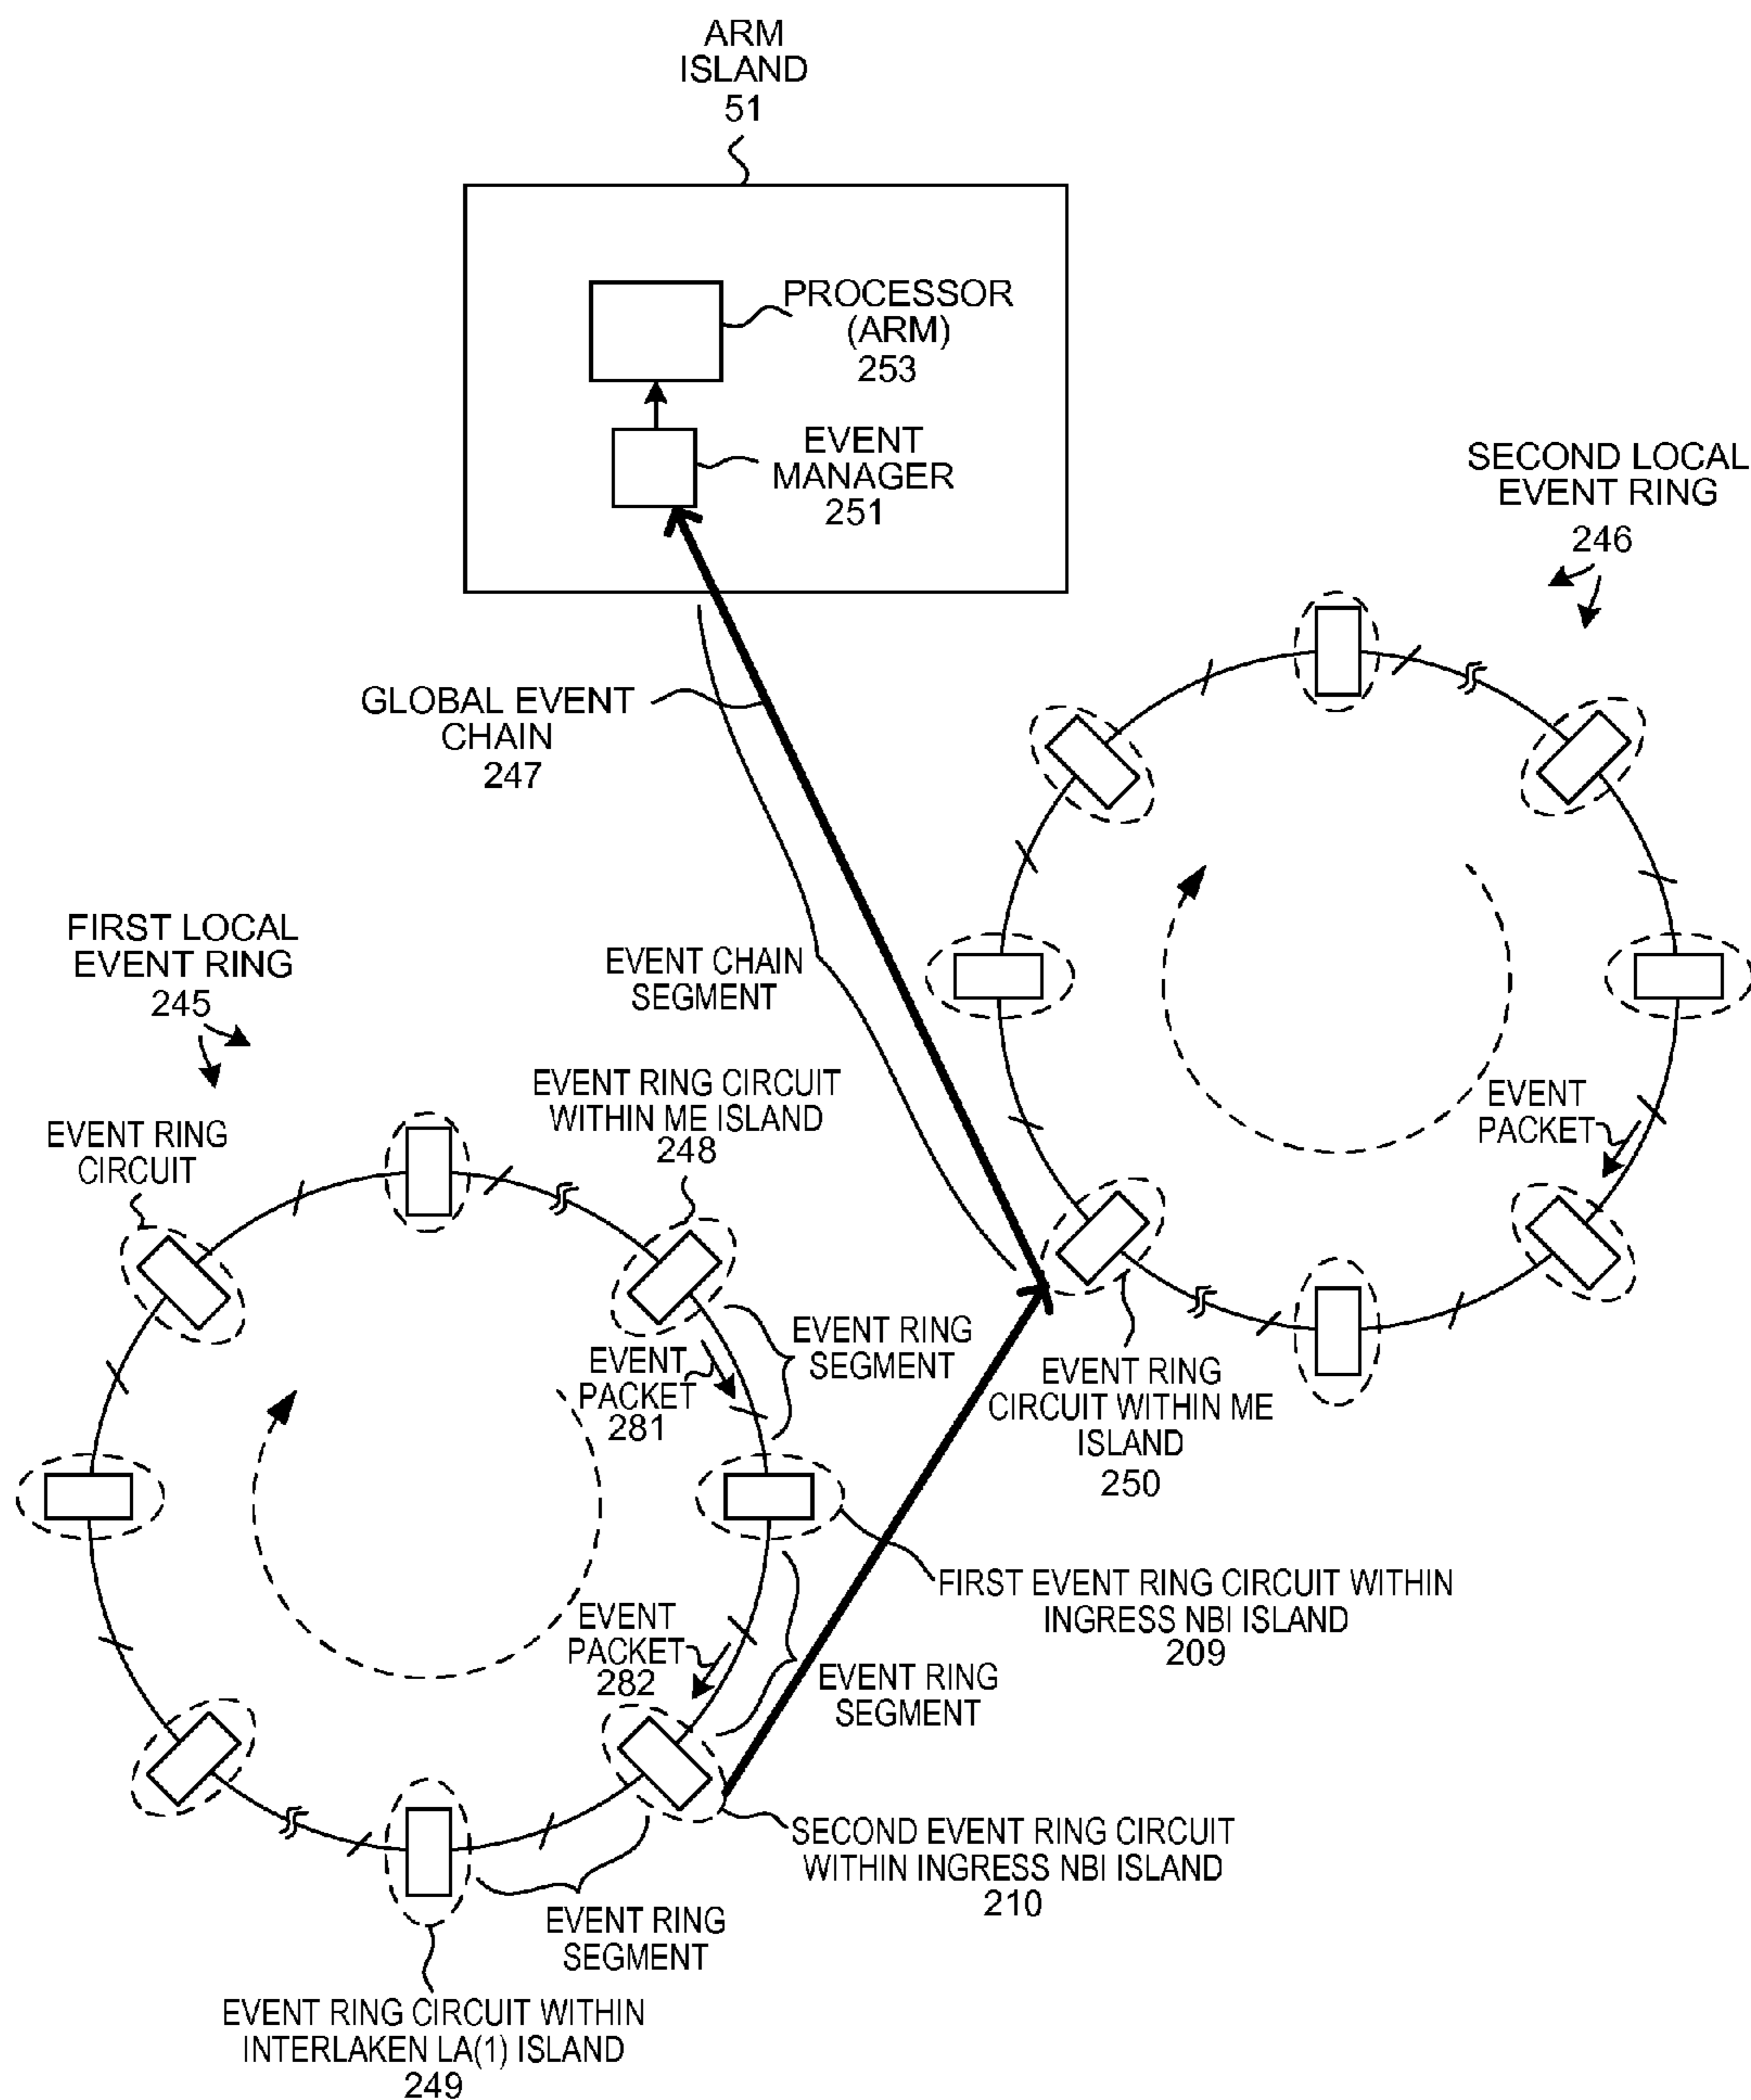 ARM
ISLAND
51
PROCESSOR
(ARM)
253
EVENT
MANAGER
251
SECOND LOCAL
EVENT RING
246
GLOBAL EVENT
CHAIN
247
FIRST LOCAL
EVENT RING
245
EVENT CHAIN
SEGMENT
EVENT RING CIRCUIT
WITHIN ME ISLAND
248
EVENT
PACKET
EVENT RING
CIRCUIT
EVENT RING
SEGMENT
EVENT
PACKET
281
EVENT RING
CIRCUIT WITHIN ME
ISLAND
250
FIRST EVENT RING CIRCUIT WITHIN
INGRESS NBI ISLAND
209
EVENT
PACKET
282
EVENT RING
SEGMENT
SECOND EVENT RING CIRCUIT
WITHIN INGRESS NBI ISLAND
210
EVENT RING
SEGMENT
EVENT RING CIRCUIT WITHIN
INTERLAKEN LA(1) ISLAND
249